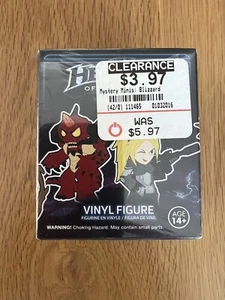 HE
OF
CLEARANCE
$3.97
Mystery Minis: Blizzard
(42/0) 111465 01032016
WAS
$5.97
VINYL FIGURE
FIGURINE EN VINYLE / FIGURA DE VINIL
AGE
14+
WARNING! Choking Hazard. May contain small parts.